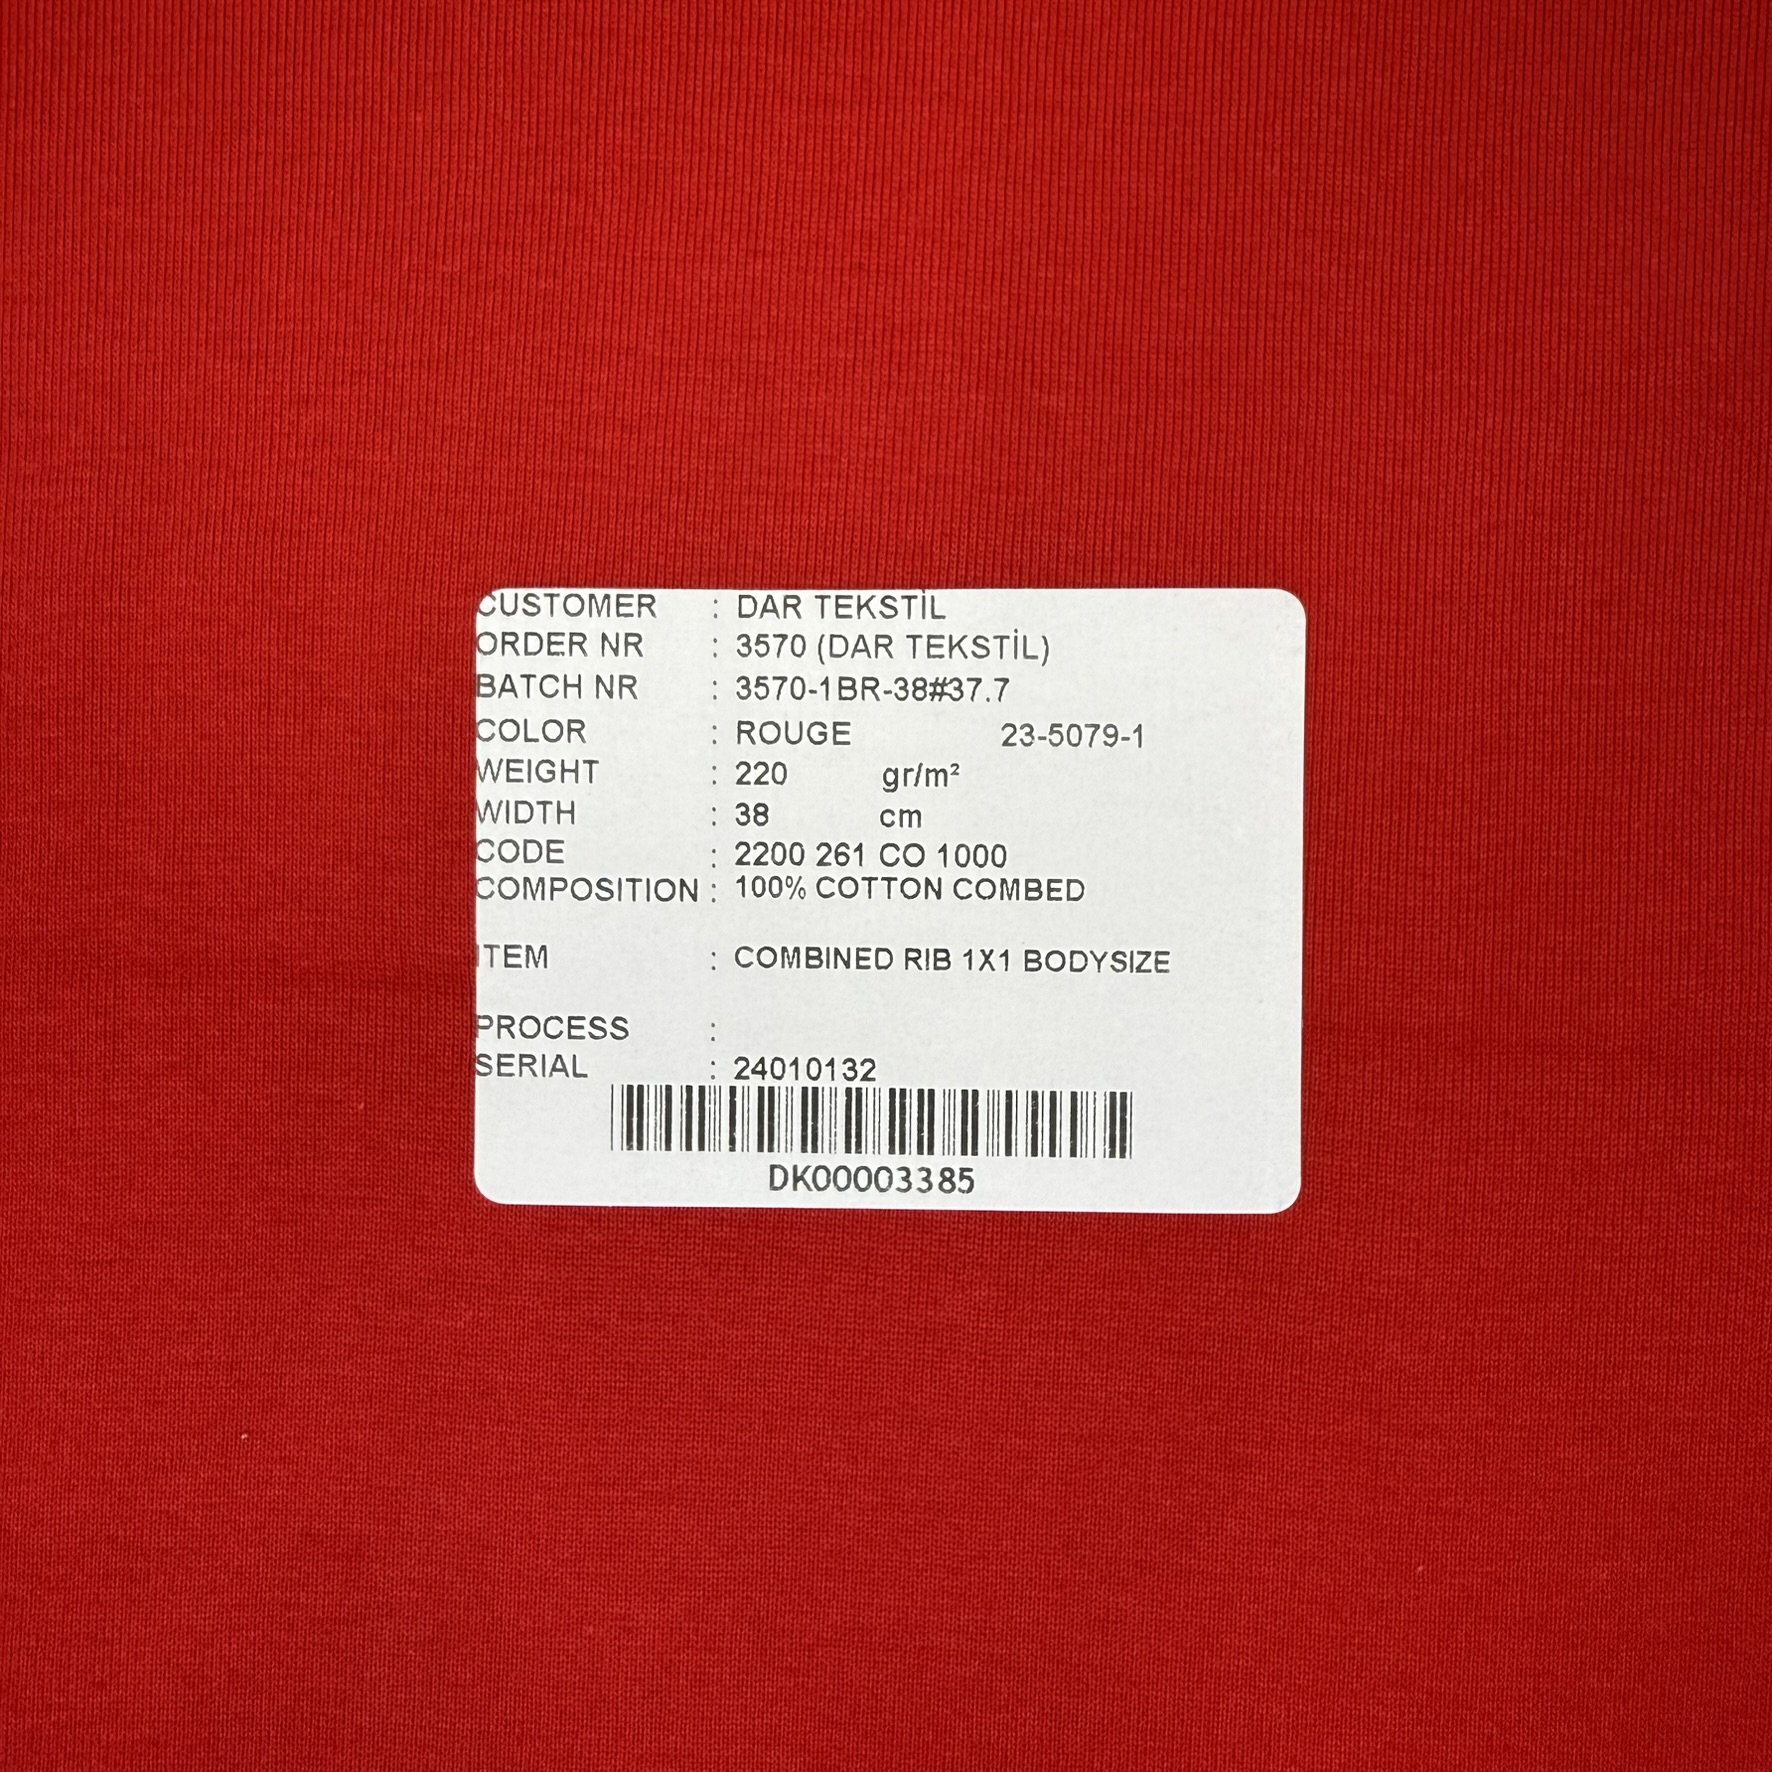 CUSTOMER : DAR TEKSTİL
ORDER NR : 3570 (DAR TEKSTİL)
BATCH NR : 3570-1BR-38#37.7
COLOR : ROUGE 23-5079-1
WEIGHT : 220 gr/m²
WIDTH : 38 cm
CODE : 2200 261 CO 1000
COMPOSITION : 100% COTTON COMBED
ITEM : COMBINED RIB 1X1 BODYSIZE
PROCESS :
SERIAL : 24010132
DK00003385